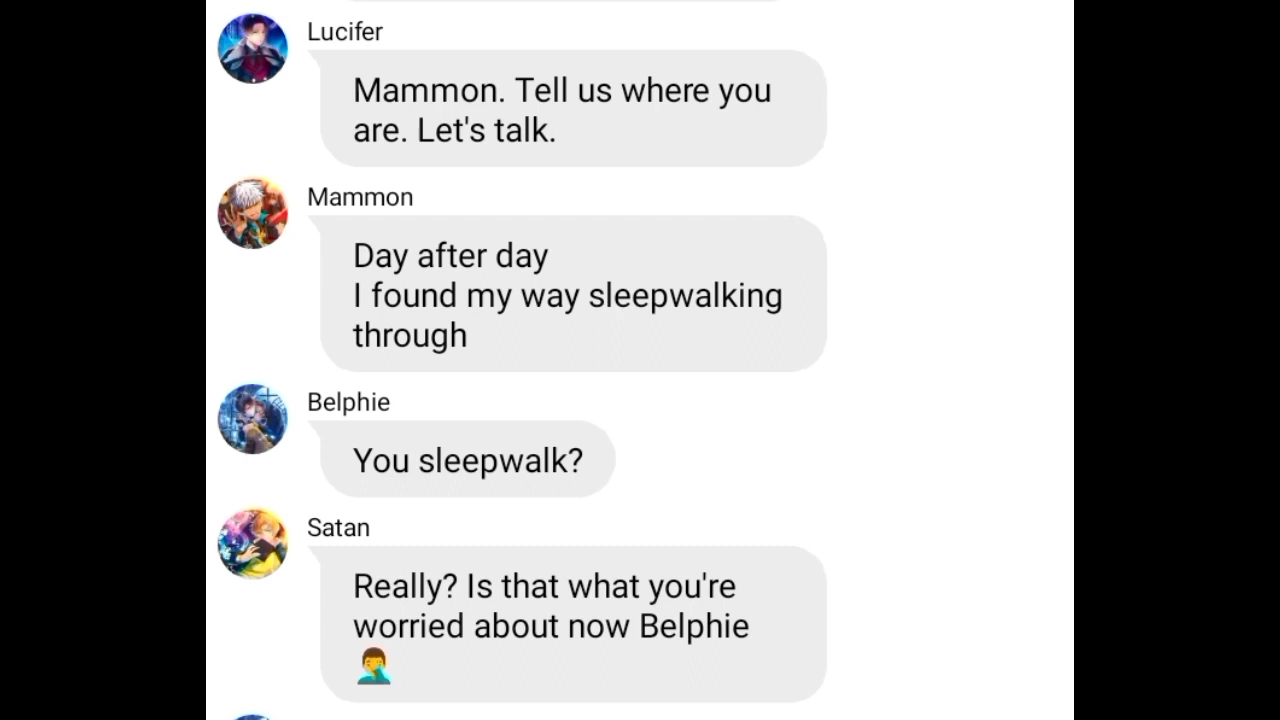 Lucifer
Mammon. Tell us where you
are. Let's talk.
Mammon
Day after day
I found my way sleepwalking
through
Belphie
You sleepwalk?
Satan
Really? Is that what you're
worried about now Belphie
🤦‍♂️